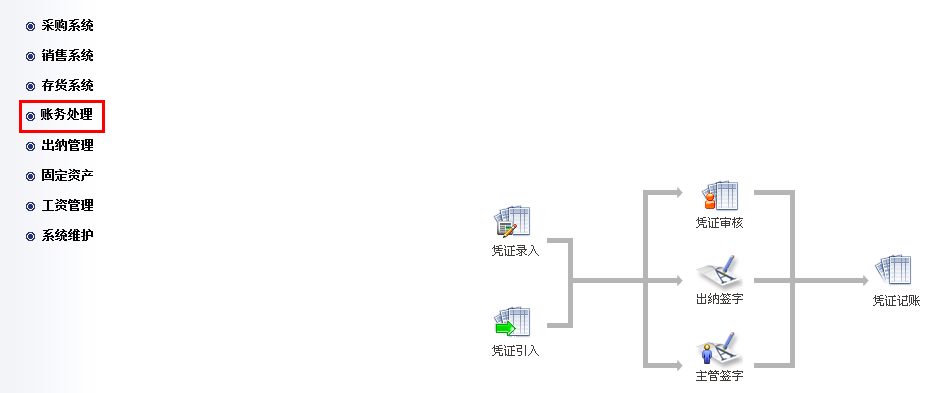 采购系统
销售系统
存货系统
账务处理
出纳管理
固定资产
工资管理
系统维护
凭证录入
凭证引入
凭证审核
出纳签字
主管签字
凭证记账